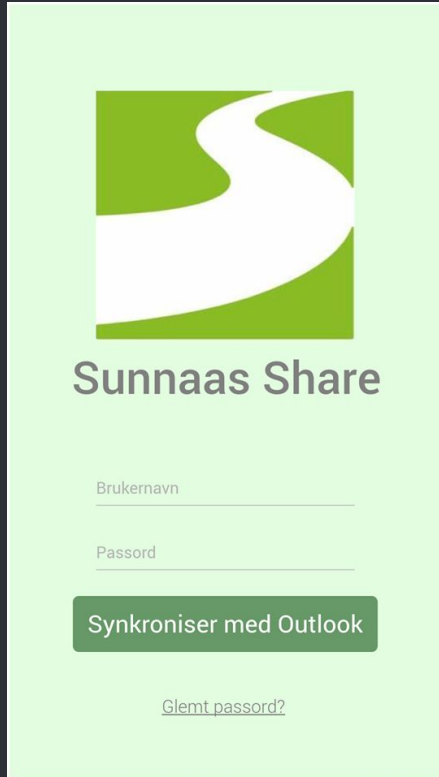 Sunnaas Share
Brukernavn
Passord
Synkroniser med Outlook
Glemt passord?